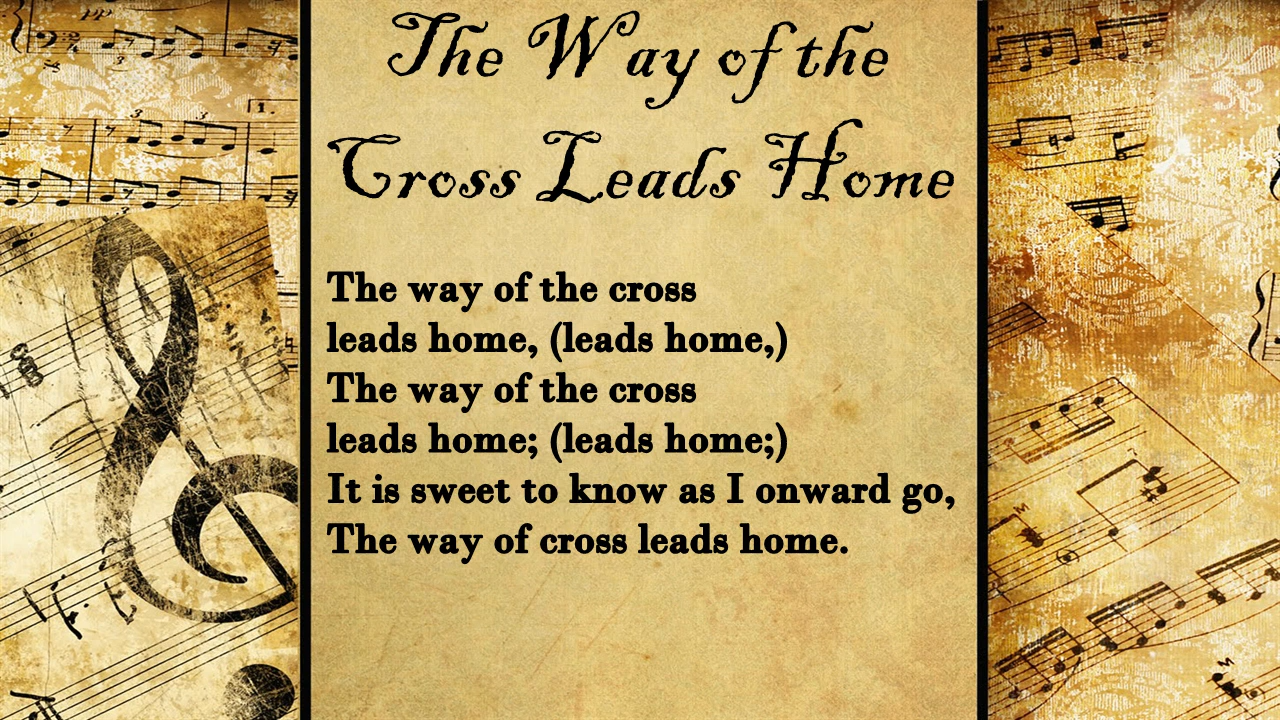 The Way of the
Cross Leads Home
The way of the cross
leads home, (leads home,)
The way of the cross
leads home; (leads home;)
It is sweet to know as I onward go,
The way of cross leads home.